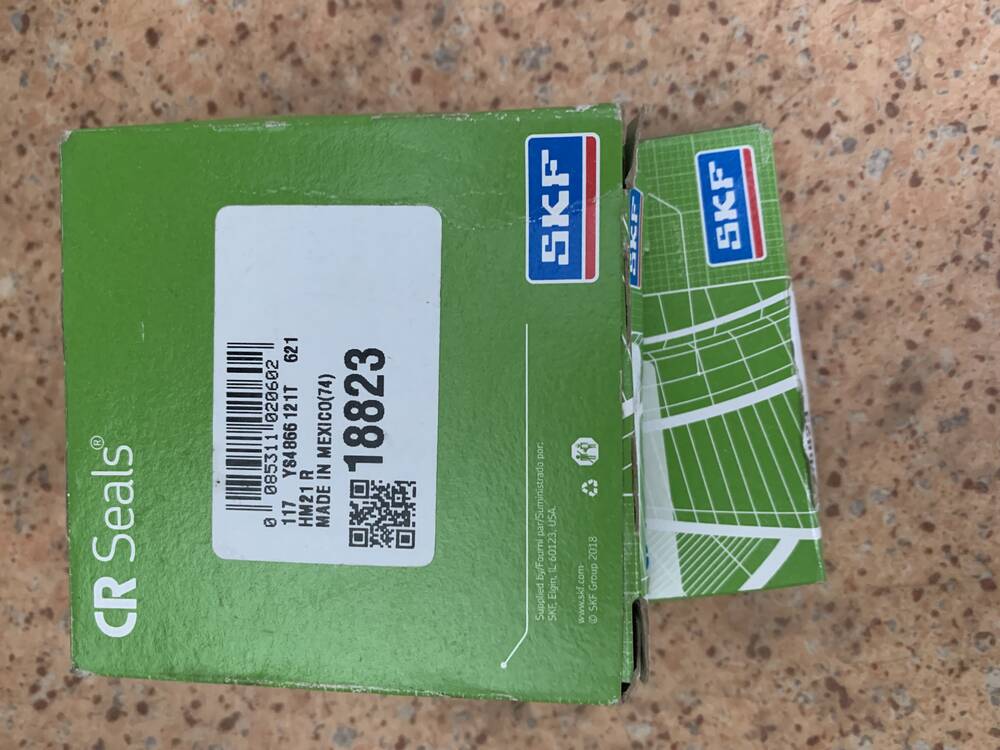 CR Seals®
0 085311 020602
117 YS4866 121T 621
HM21 R
MADE IN MEXICO(74)
18823
Supplied by/Fourni par/Suministrado por:
SKF, Elgin, IL 60123, USA.
www.skf.com
© SKF Group 2018
SKF
SKF
SKF